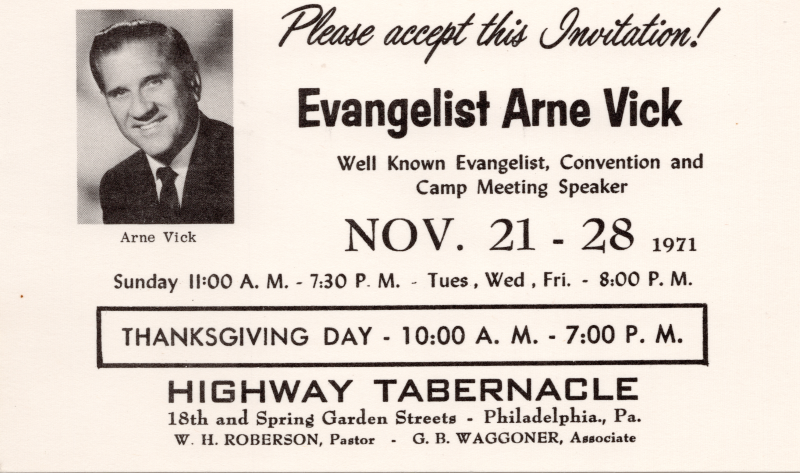 Please accept this Invitation!
Evangelist Arne Vick
Well Known Evangelist, Convention and
Camp Meeting Speaker
Arne Vick
NOV. 21 - 28 1971
Sunday 11:00 A. M. - 7:30 P. M. - Tues, Wed, Fri. - 8:00 P. M.
THANKSGIVING DAY - 10:00 A. M. - 7:00 P. M.
HIGHWAY TABERNACLE
18th and Spring Garden Streets - Philadelphia., Pa.
W. H. ROBERSON, Pastor - G. B. WAGGONER, Associate